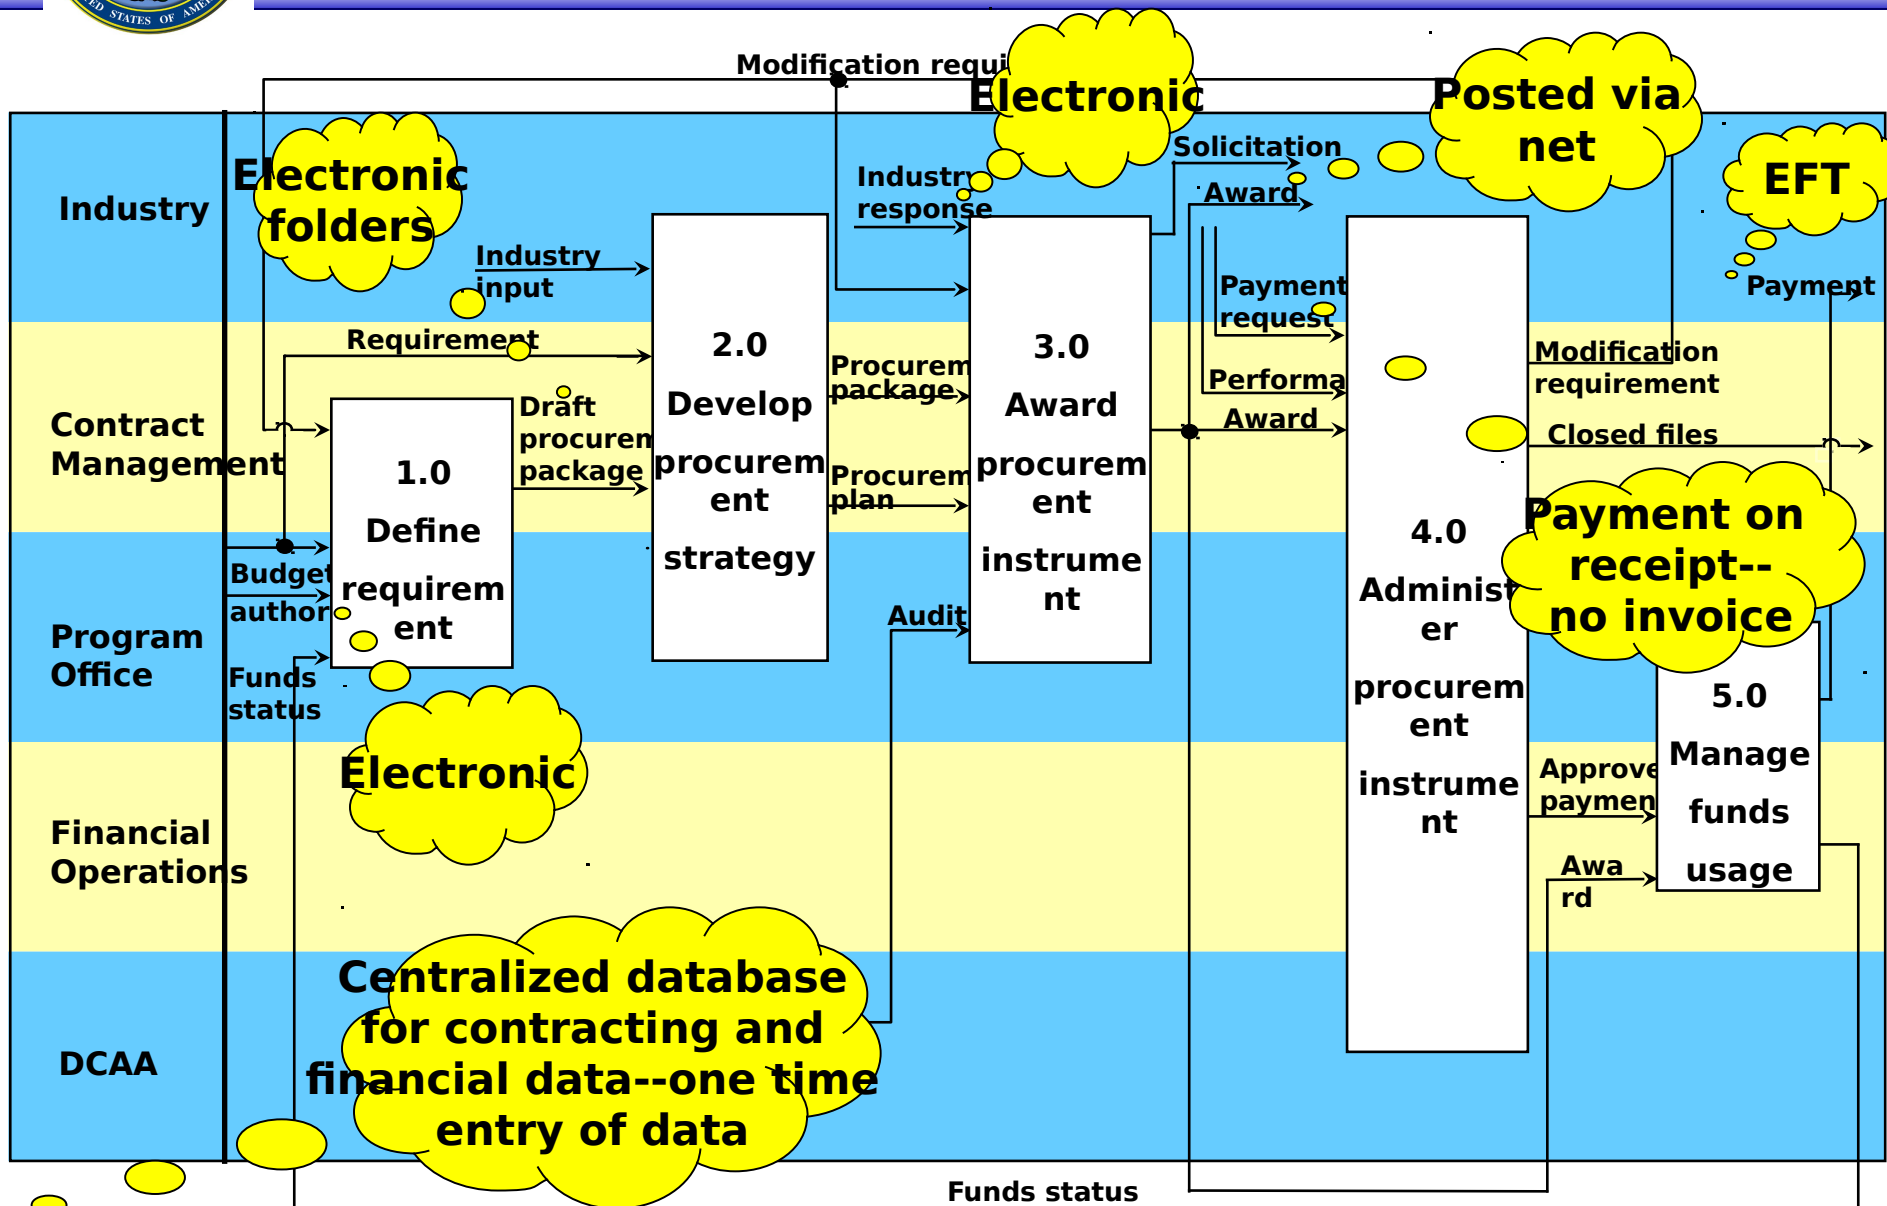 STATES OF AME
Modification requi
Electronic
Posted via
net
EFT
Electronic
folders
Industry
Industry
input
Industry
response
Solicitation
Award
Payment
request
Payment
Requirement
Draft
procurem
package
Procurem
package
Procurem
plan
Performa
Award
Modification
requirement
Closed files
Contract
Management
1.0
Define
requirem
ent
2.0
Develop
procurem
ent
strategy
3.0
Award
procurem
ent
instrume
nt
4.0
Administ
er
procurem
ent
instrume
nt
Payment on
receipt--
no invoice
5.0
Manage
funds
usage
Budget
author
Funds
status
Audit
Program
Office
Electronic
Approve
paymen
Awa
rd
Financial
Operations
Centralized database
for contracting and
financial data--one time
entry of data
DCAA
Funds status